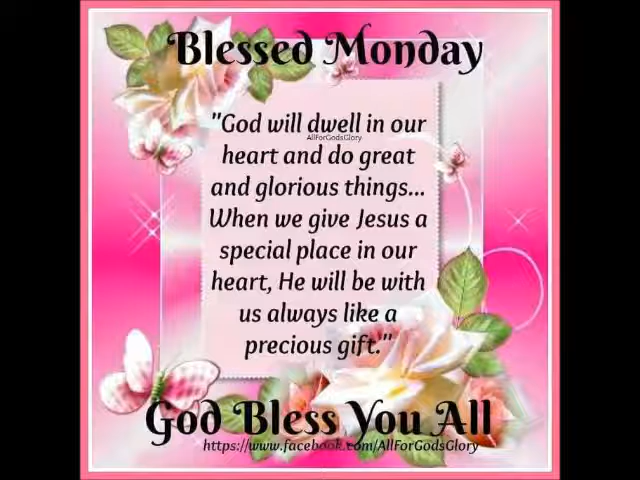 Blessed Monday
"God will dwell in our
AllForGodsGlory
heart and do great
and glorious things...
When we give Jesus a
special place in our
heart, He will be with
us always like a
precious gift."
God Bless You All
https://www.facebook.com/AllForGodsGlory